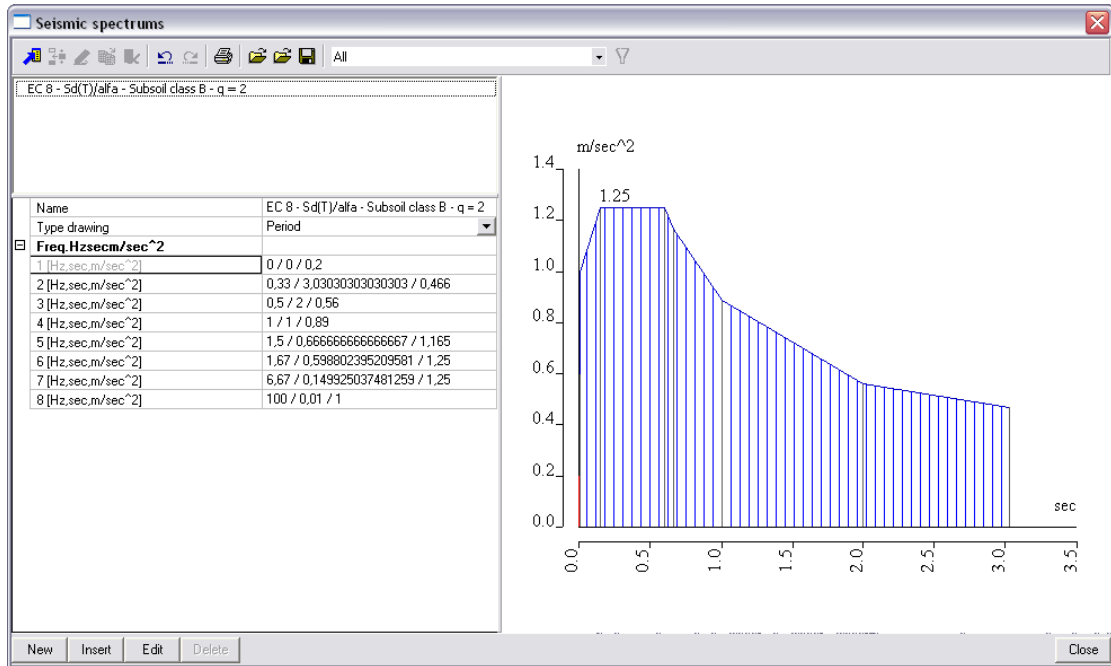 Seismic spectrums
All
EC 8 - Sd(T)/alfa - Subsoil class B - q = 2
Name EC 8 - Sd(T)/alfa - Subsoil class B - q = 2
Type drawing Period
Freq.Hzsecm/sec^2
1 [Hz,sec,m/sec^2] 0 / 0 / 0,2
2 [Hz,sec,m/sec^2] 0,33 / 3,03030303030303 / 0,466
3 [Hz,sec,m/sec^2] 0,5 / 2 / 0,56
4 [Hz,sec,m/sec^2] 1 / 1 / 0,89
5 [Hz,sec,m/sec^2] 1,5 / 0,666666666666667 / 1,165
6 [Hz,sec,m/sec^2] 1,67 / 0,598802395209581 / 1,25
7 [Hz,sec,m/sec^2] 6,67 / 0,149925037481259 / 1,25
8 [Hz,sec,m/sec^2] 100 / 0,01 / 1
m/sec^2
1.4
1.25
1.2
1.0
0.8
0.6
0.4
0.2
sec
0.0
0.0 0.5 1.0 1.5 2.0 2.5 3.0 3.5
New Insert Edit Delete Close